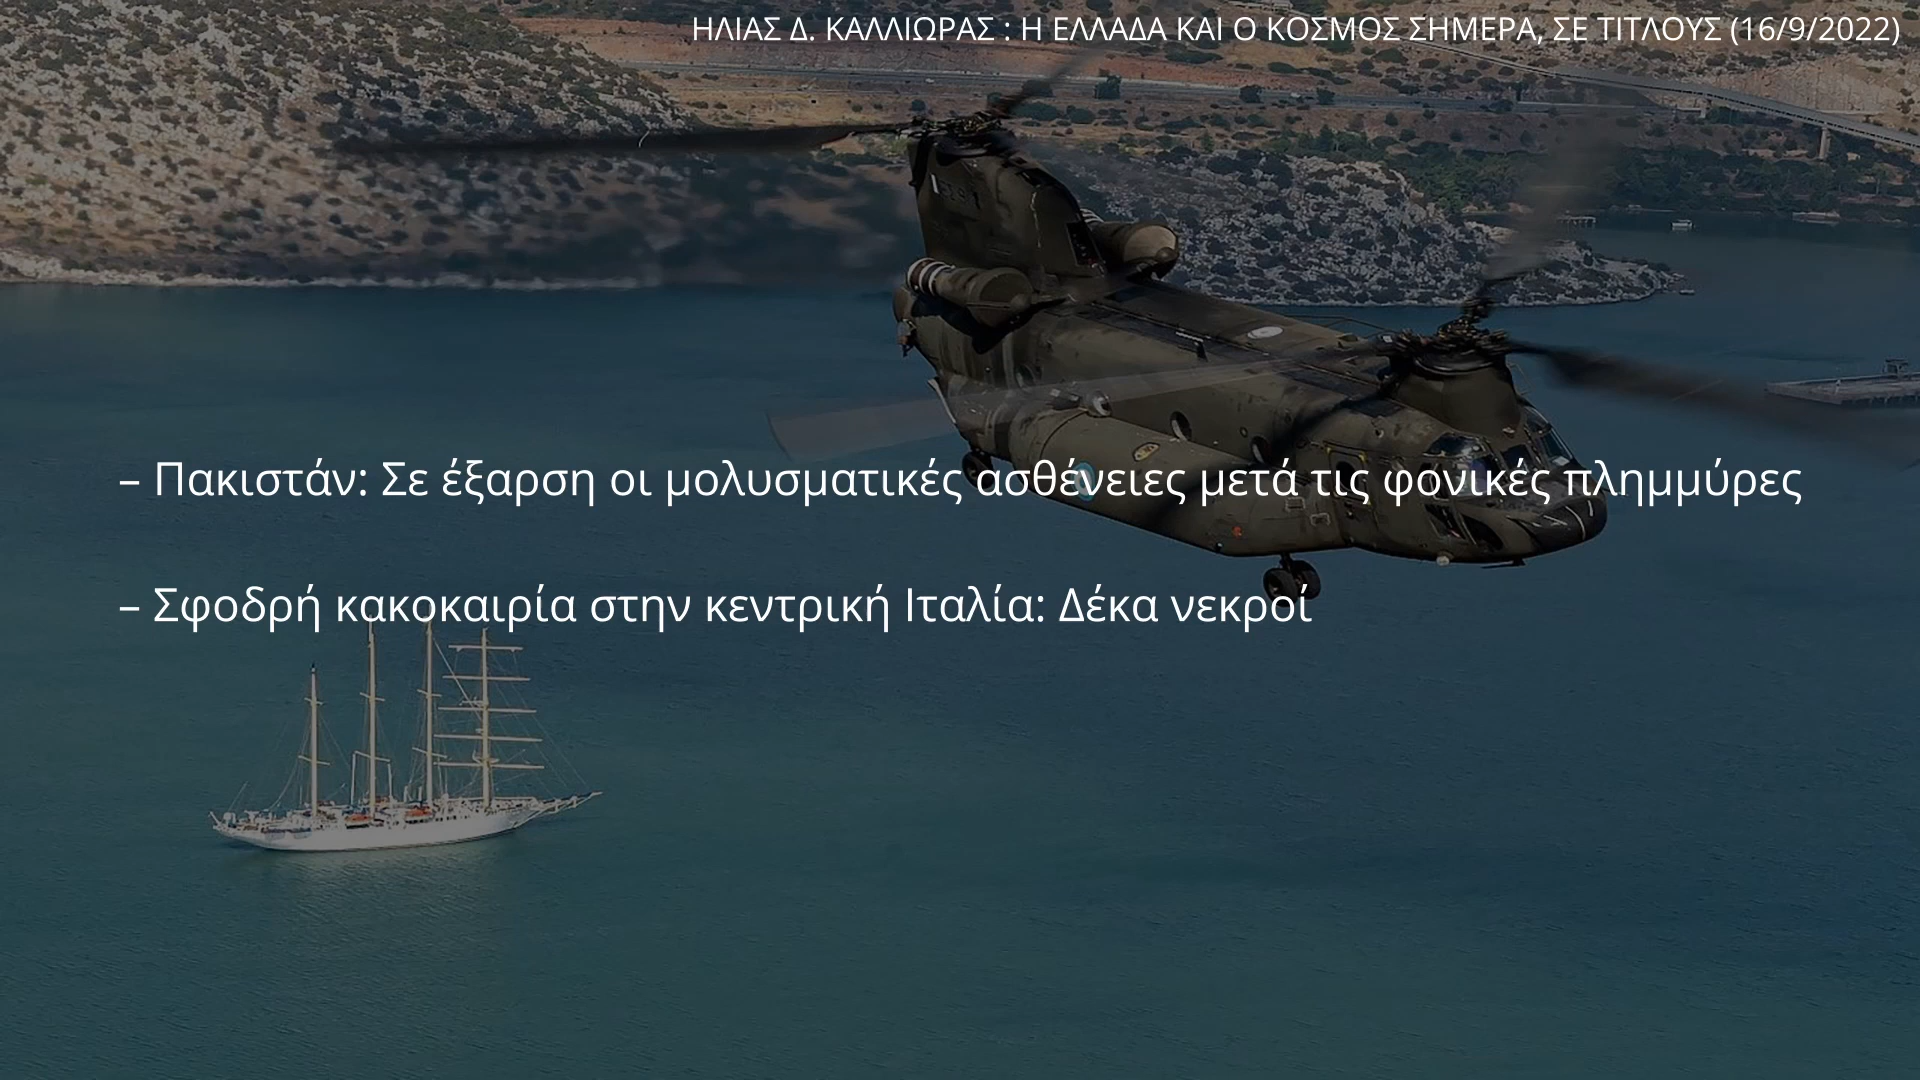 ΗΛΙΑΣ Δ. ΚΑΛΛΙΩΡΑΣ : Η ΕΛΛΑΔΑ ΚΑΙ Ο ΚΟΣΜΟΣ ΣΗΜΕΡΑ, ΣΕ ΤΙΤΛΟΥΣ (16/9/2022)
– Πακιστάν: Σε έξαρση οι μολυσματικές ασθένειες μετά τις φονικές πλημμύρες
– Σφοδρή κακοκαιρία στην κεντρική Ιταλία: Δέκα νεκροί